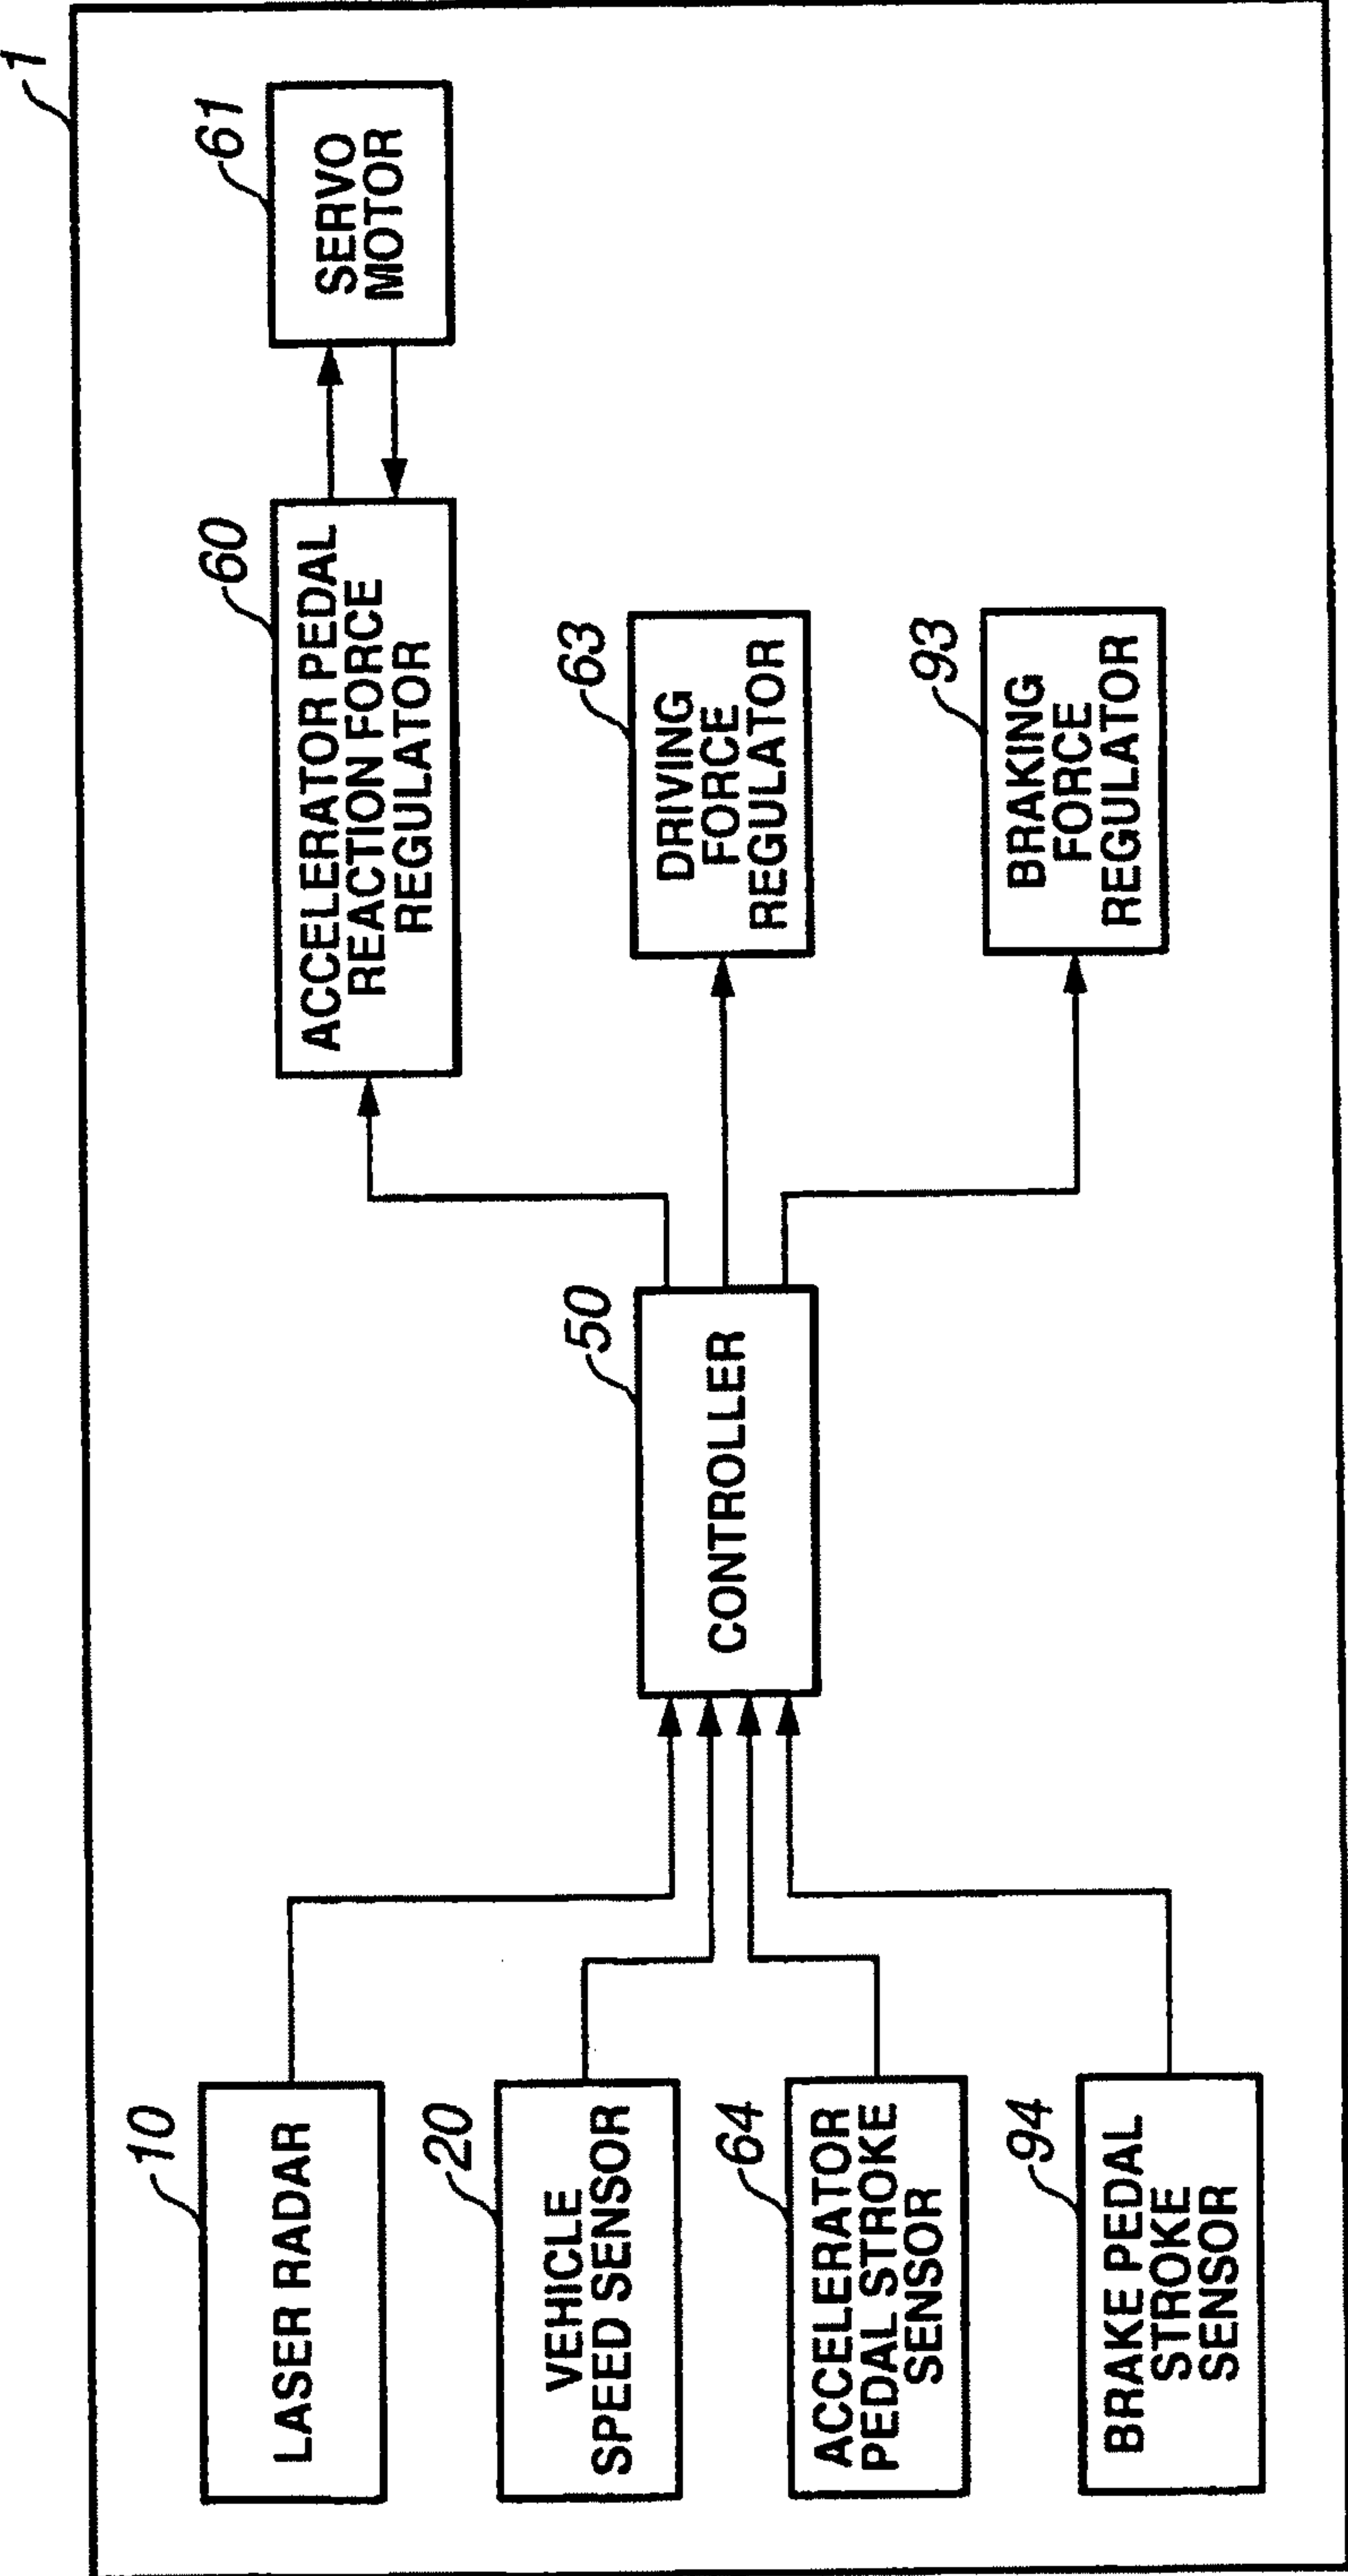 1
10
LASER RADAR
20
VEHICLE
SPEED SENSOR
64
ACCELERATOR
PEDAL STROKE
SENSOR
94
BRAKE PEDAL
STROKE
SENSOR
50
CONTROLLER
60
ACCELERATOR PEDAL
REACTION FORCE
REGULATOR
61
SERVO
MOTOR
63
DRIVING
FORCE
REGULATOR
93
BRAKING
FORCE
REGULATOR